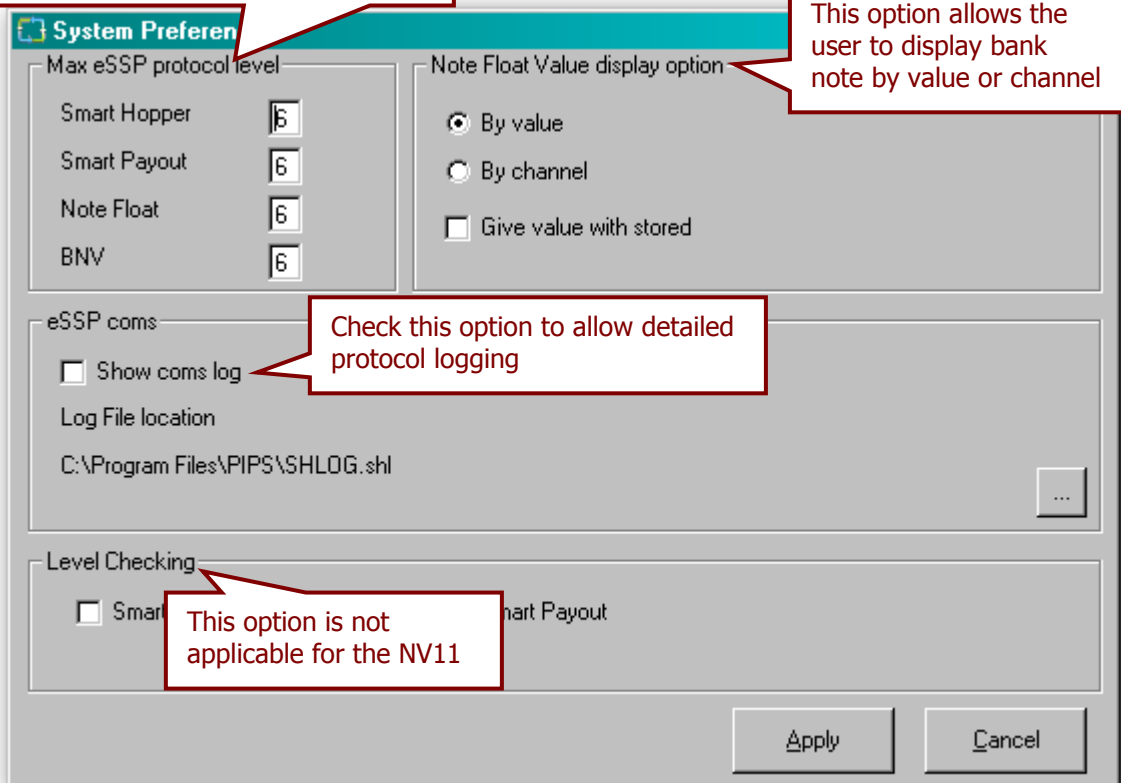 System Preferen
This option allows the
user to display bank
note by value or channel
Max eSSP protocol level
Smart Hopper 6
Smart Payout 6
Note Float 6
BNV 6
Note Float Value display option
By value
By channel
Give value with stored
eSSP coms
Check this option to allow detailed
protocol logging
Show coms log
Log File location
C:\Program Files\PIPS\SHLOG.shl
...
Level Checking
Smart
This option is not
applicable for the NV11
mart Payout
Apply
Cancel